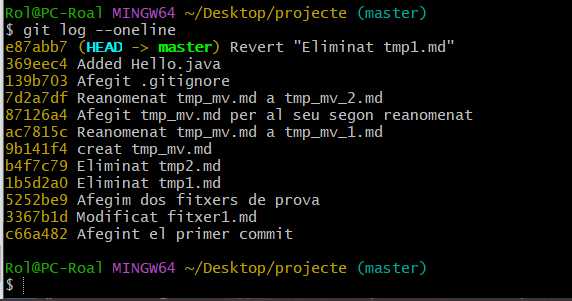 Rol@PC-Roal MINGW64 ~/Desktop/projecte (master)
$ git log --oneline
e87abb7 (HEAD -> master) Revert "Eliminat tmp1.md"
369eec4 Added Hello.java
139b703 Afegit .gitignore
7d2a7df Reanomenat tmp_mv.md a tmp_mv_2.md
87126a4 Afegit tmp_mv.md per al seu segon reanomenat
ac7815c Reanomenat tmp_mv.md a tmp_mv_1.md
9b141f4 creat tmp_mv.md
b4f7c79 Eliminat tmp2.md
1b5d2a0 Eliminat tmp1.md
5252be9 Afegim dos fitxers de prova
3367b1d Modificat fitxer1.md
c66a482 Afegint el primer commit
Rol@PC-Roal MINGW64 ~/Desktop/projecte (master)
$